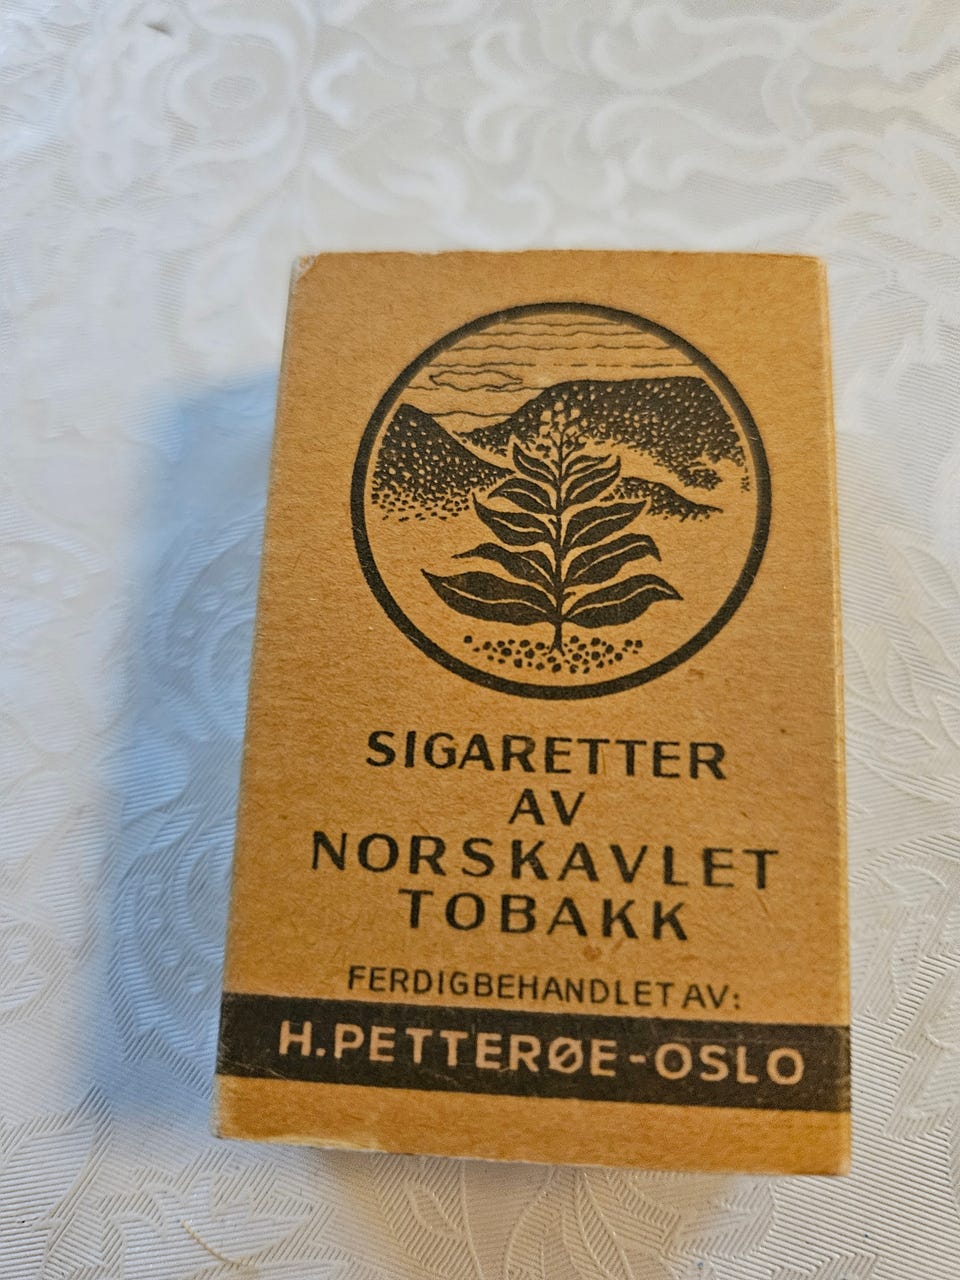 SIGARETTER
AV
NORSKAVLET
TOBAKK
FERDIGBEHANDLET AV:
H. PETTERØE-OSLO